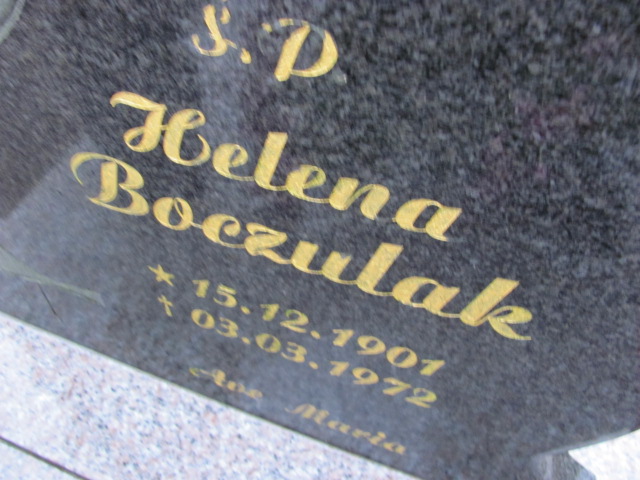 Ś.P
Helena
Boczulak
★ 15.12.1901
† 03.03.1972
Ave Maria